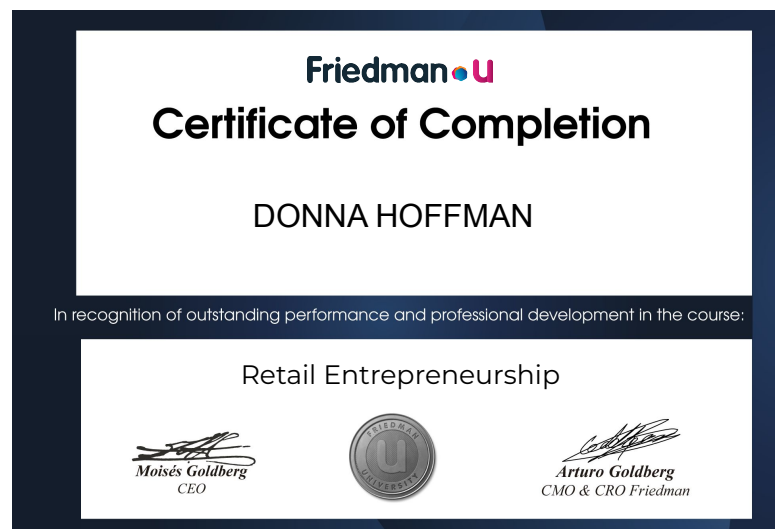 Friedman U
Certificate of Completion
DONNA HOFFMAN
In recognition of outstanding performance and professional development in the course:
Retail Entrepreneurship
FRIEDMAN
U
UNIVERSITY
Moisés Goldberg
CEO
Arturo Goldberg
CMO & CRO Friedman